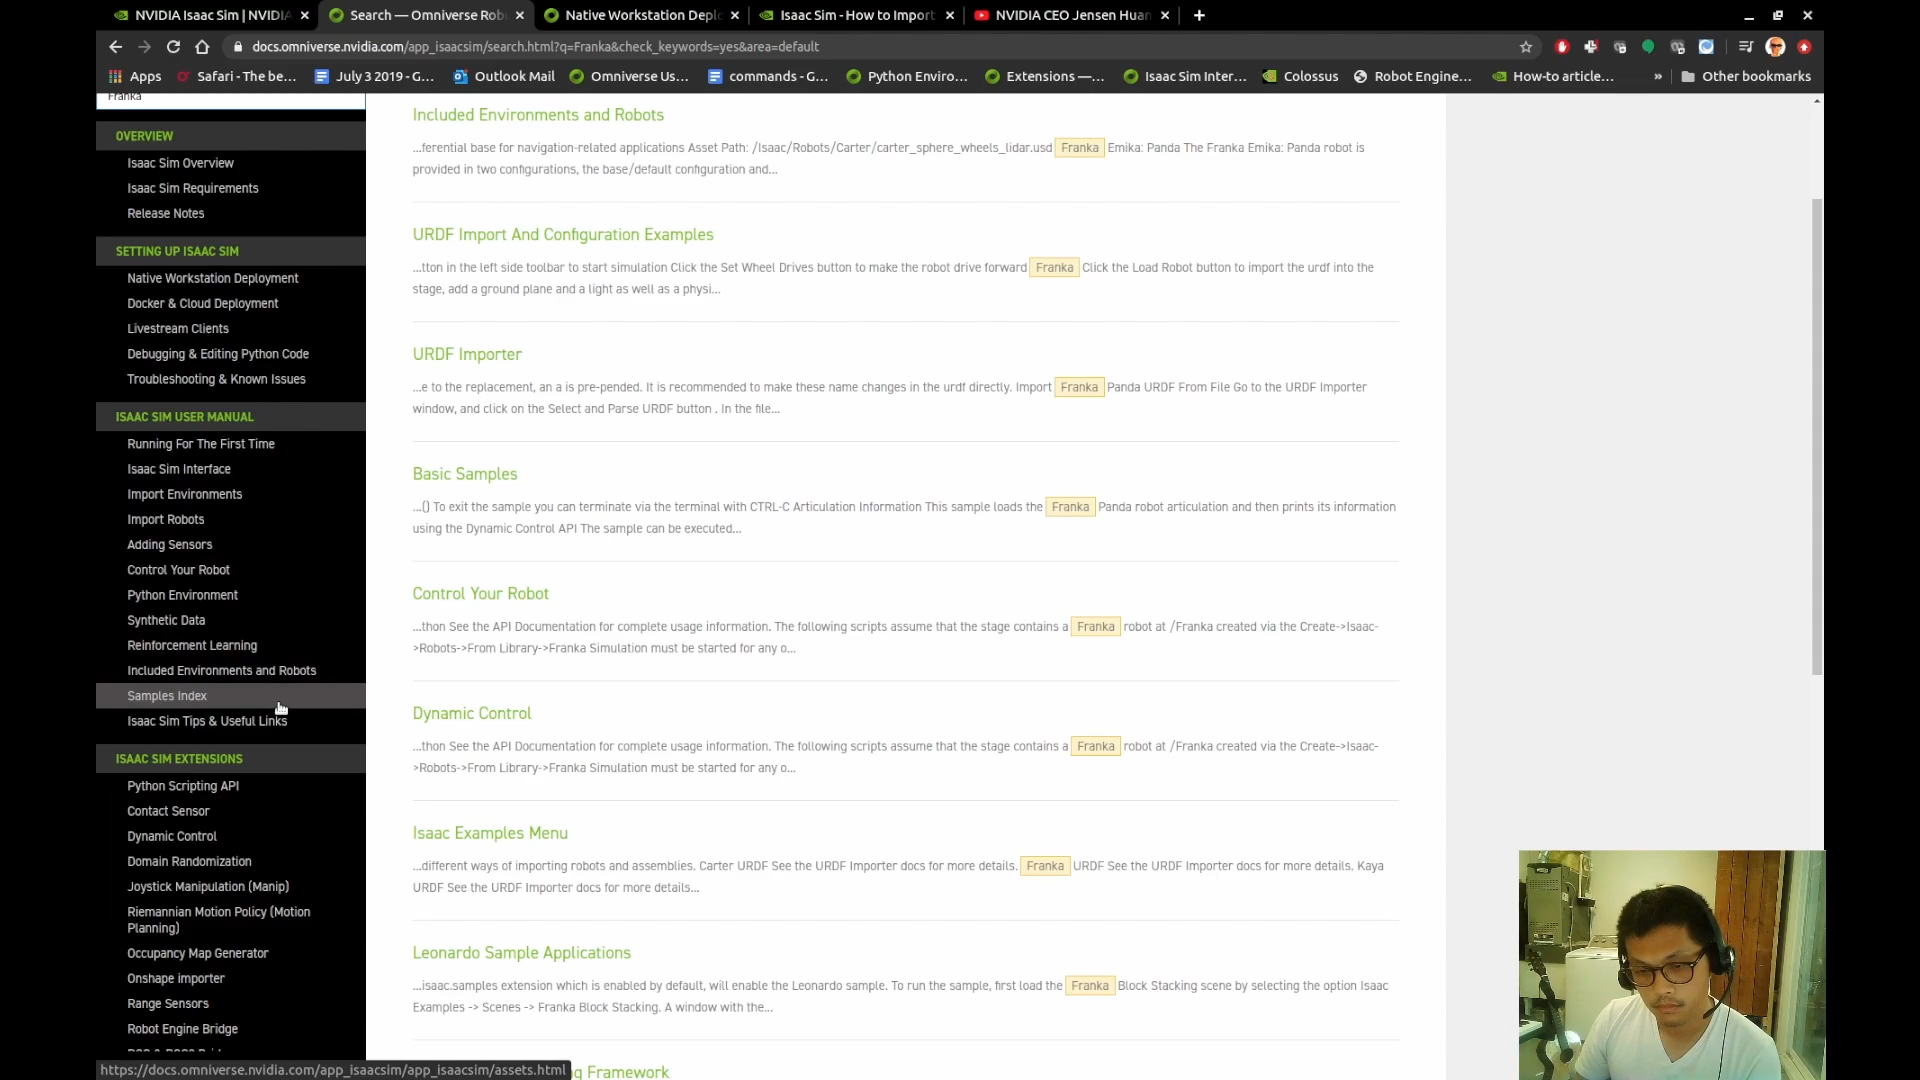 NVIDIA Isaac Sim | NVIDIA
Search — Omniverse Rob
Native Workstation Depl
Isaac Sim - How to Import
NVIDIA CEO Jensen Huan
docs.omniverse.nvidia.com/app_isaacsim/search.html?q=Franka&check_keywords=yes&area=default
Apps
Safari - The be...
July 3 2019 - G...
Outlook Mail
Omniverse Us...
commands - G...
Python Enviro...
Extensions —...
Isaac Sim Inter...
Colossus
Robot Engine...
How-to article...
»
Other bookmarks
Franka
OVERVIEW
Isaac Sim Overview
Isaac Sim Requirements
Release Notes
SETTING UP ISAAC SIM
Native Workstation Deployment
Docker & Cloud Deployment
Livestream Clients
Debugging & Editing Python Code
Troubleshooting & Known Issues
ISAAC SIM USER MANUAL
Running For The First Time
Isaac Sim Interface
Import Environments
Import Robots
Adding Sensors
Control Your Robot
Python Environment
Synthetic Data
Reinforcement Learning
Included Environments and Robots
Samples Index
Isaac Sim Tips & Useful Links
ISAAC SIM EXTENSIONS
Python Scripting API
Contact Sensor
Dynamic Control
Domain Randomization
Joystick Manipulation (Manip)
Riemannian Motion Policy (Motion
Planning)
Occupancy Map Generator
Onshape importer
Range Sensors
Robot Engine Bridge
Included Environments and Robots
...ferential base for navigation-related applications Asset Path: /Isaac/Robots/Carter/carter_sphere_wheels_lidar.usd Franka Emika: Panda The Franka Emika: Panda robot is
provided in two configurations, the base/default configuration and...
URDF Import And Configuration Examples
...tton in the left side toolbar to start simulation Click the Set Wheel Drives button to make the robot drive forward Franka Click the Load Robot button to import the urdf into the
stage, add a ground plane and a light as well as a physi...
URDF Importer
...e to the replacement, an a is pre-pended. It is recommended to make these name changes in the urdf directly. Import Franka Panda URDF From File Go to the URDF Importer
window, and click on the Select and Parse URDF button . In the file...
Basic Samples
...() To exit the sample you can terminate via the terminal with CTRL-C Articulation Information This sample loads the Franka Panda robot articulation and then prints its information
using the Dynamic Control API The sample can be executed...
Control Your Robot
...thon See the API Documentation for complete usage information. The following scripts assume that the stage contains a Franka robot at /Franka created via the Create->Isaac-
>Robots->From Library->Franka Simulation must be started for any o...
Dynamic Control
...thon See the API Documentation for complete usage information. The following scripts assume that the stage contains a Franka robot at /Franka created via the Create->Isaac-
>Robots->From Library->Franka Simulation must be started for any o...
Isaac Examples Menu
...different ways of importing robots and assemblies. Carter URDF See the URDF Importer docs for more details. Franka URDF See the URDF Importer docs for more details. Kaya
URDF See the URDF Importer docs for more details...
Leonardo Sample Applications
...isaac.samples extension which is enabled by default, will enable the Leonardo sample. To run the sample, first load the Franka Block Stacking scene by selecting the option Isaac
Examples -> Scenes -> Franka Block Stacking. A window with the...
g Framework
https://docs.omniverse.nvidia.com/app_isaacsim/app_isaacsim/assets.html